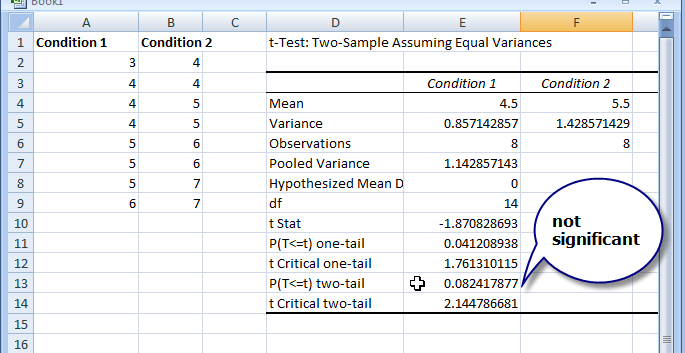 Book1
A B C D E F
1 Condition 1 Condition 2 t-Test: Two-Sample Assuming Equal Variances
2 3 4
3 4 4 Condition 1 Condition 2
4 4 5 Mean 4.5 5.5
5 4 5 Variance 0.857142857 1.428571429
6 5 6 Observations 8 8
7 5 6 Pooled Variance 1.142857143
8 5 7 Hypothesized Mean D 0
9 6 7 df 14
10 t Stat -1.870828693
11 P(T<=t) one-tail 0.041208938
12 t Critical one-tail 1.761310115
13 P(T<=t) two-tail 0.082417877
14 t Critical two-tail 2.144786681
15
16
not
significant